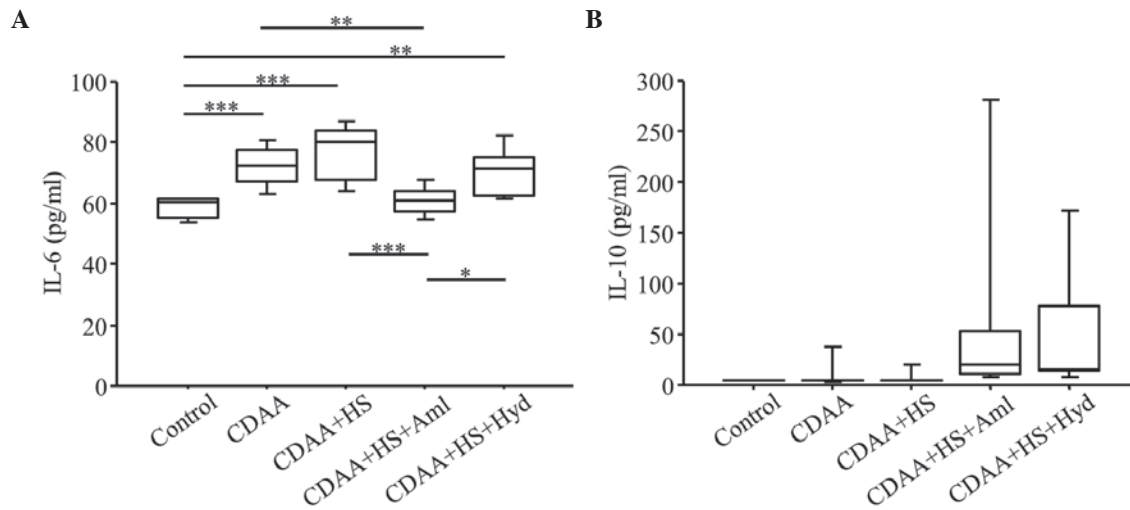 A
**
**
***
***
100
80
60
40
20
0
IL-6 (pg/ml)
***
*
Control
CDAA
CDAA+HS
CDAA+HS+Aml
CDAA+HS+Hyd
B
300
250
200
150
100
50
0
IL-10 (pg/ml)
Control
CDAA
CDAA+HS
CDAA+HS+Aml
CDAA+HS+Hyd